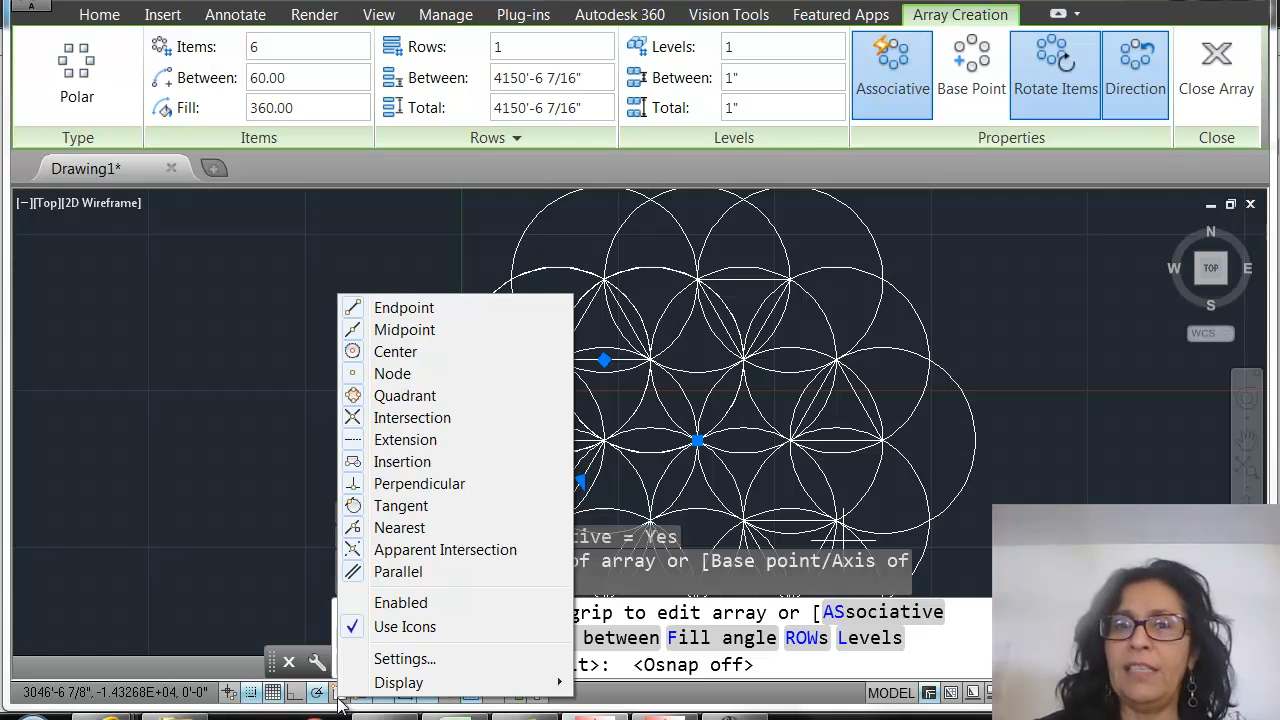 Home Insert Annotate Render View Manage Plug-ins Autodesk 360 Vision Tools Featured Apps Array Creation
A
Items: 6
Between: 60.00
Fill: 360.00
Rows: 1
Between: 4150'-6 7/16"
Total: 4150'-6 7/16"
Levels: 1
Between: 1"
Total: 1"
Polar
Associative Base Point Rotate Items Direction Close Array
Type Items Rows Levels Properties Close
Drawing1*
[−][Top][2D Wireframe]
N
W TOP E
S
WCS
Endpoint
Midpoint
Center
Node
Quadrant
Intersection
Extension
Insertion
Perpendicular
Tangent
Nearest
Apparent Intersection
Parallel
Enabled
Use Icons
Settings...
Display
tive = Yes
of array or [Base point/Axis of
grip to edit array or [ASsociative
between Fill angle ROWs Levels
lt>: <Osnap off>
3046'-6 7/8", -1.43268E+04, 0'-0"
MODEL